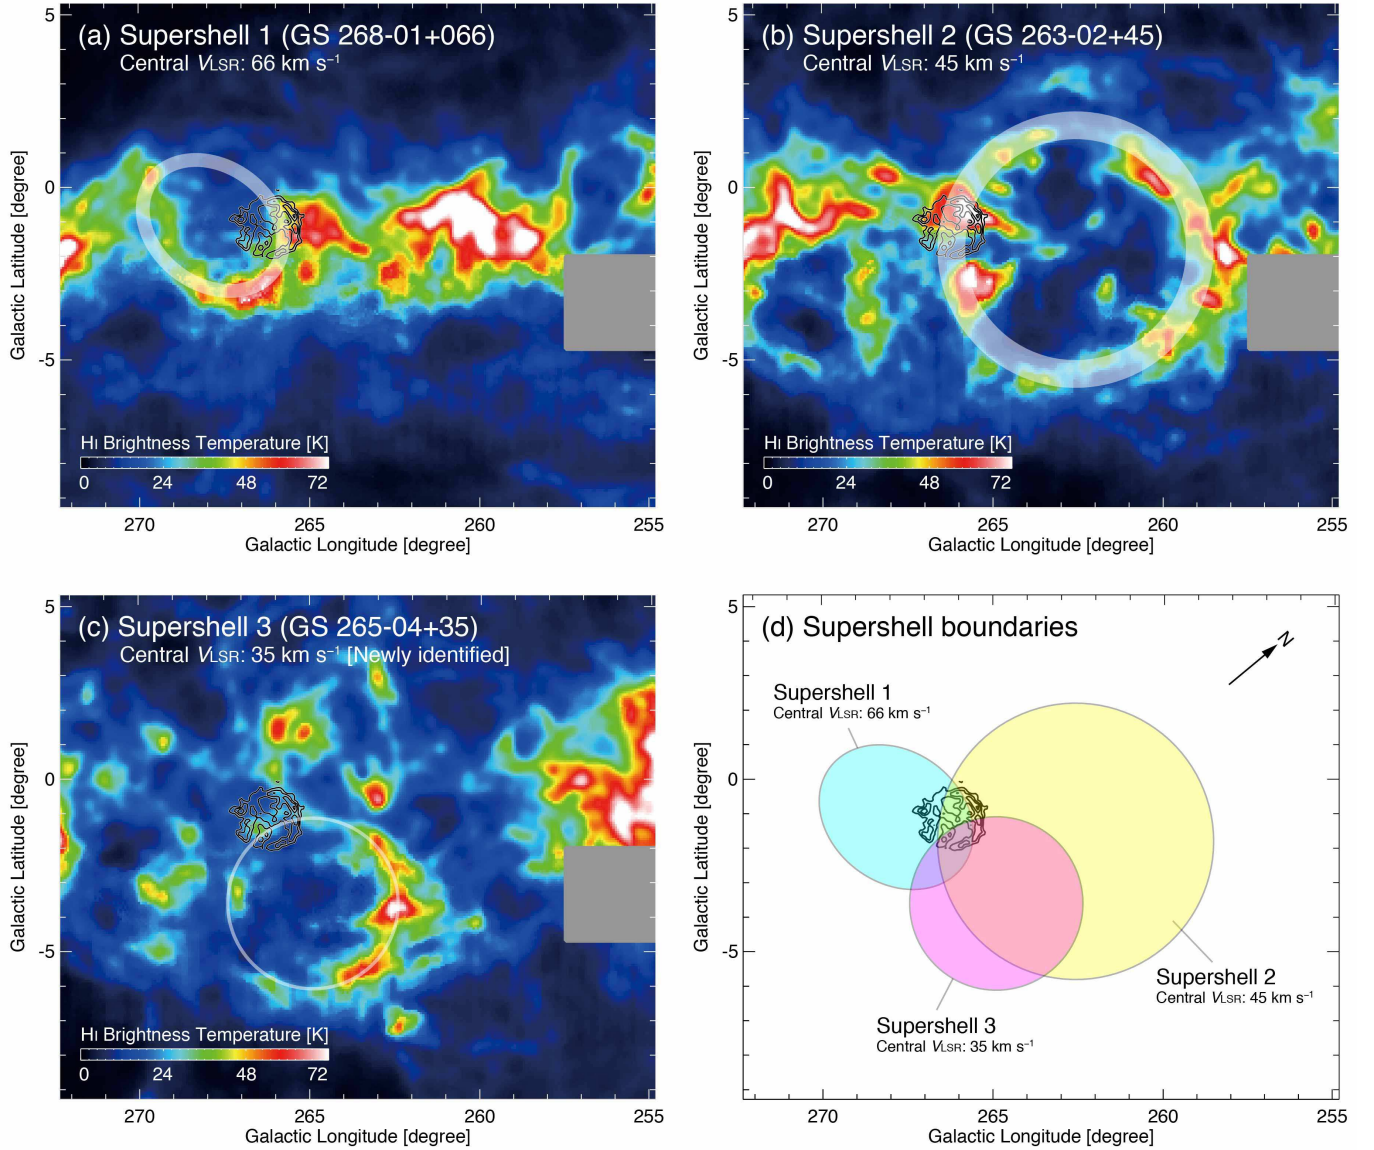 (a) Supershell 1 (GS 268-01+066)
Central VLSR: 66 km s⁻¹
5
0
-5
Galactic Latitude [degree]
HI Brightness Temperature [K]
0 24 48 72
270 265 260 255
Galactic Longitude [degree]
(b) Supershell 2 (GS 263-02+45)
Central VLSR: 45 km s⁻¹
5
0
-5
Galactic Latitude [degree]
HI Brightness Temperature [K]
0 24 48 72
270 265 260 255
Galactic Longitude [degree]
(c) Supershell 3 (GS 265-04+35)
Central VLSR: 35 km s⁻¹ [Newly identified]
5
0
-5
Galactic Latitude [degree]
HI Brightness Temperature [K]
0 24 48 72
270 265 260 255
Galactic Longitude [degree]
(d) Supershell boundaries
N
Supershell 1
Central VLSR: 66 km s⁻¹
5
0
-5
Galactic Latitude [degree]
Supershell 2
Central VLSR: 45 km s⁻¹
Supershell 3
Central VLSR: 35 km s⁻¹
270 265 260 255
Galactic Longitude [degree]